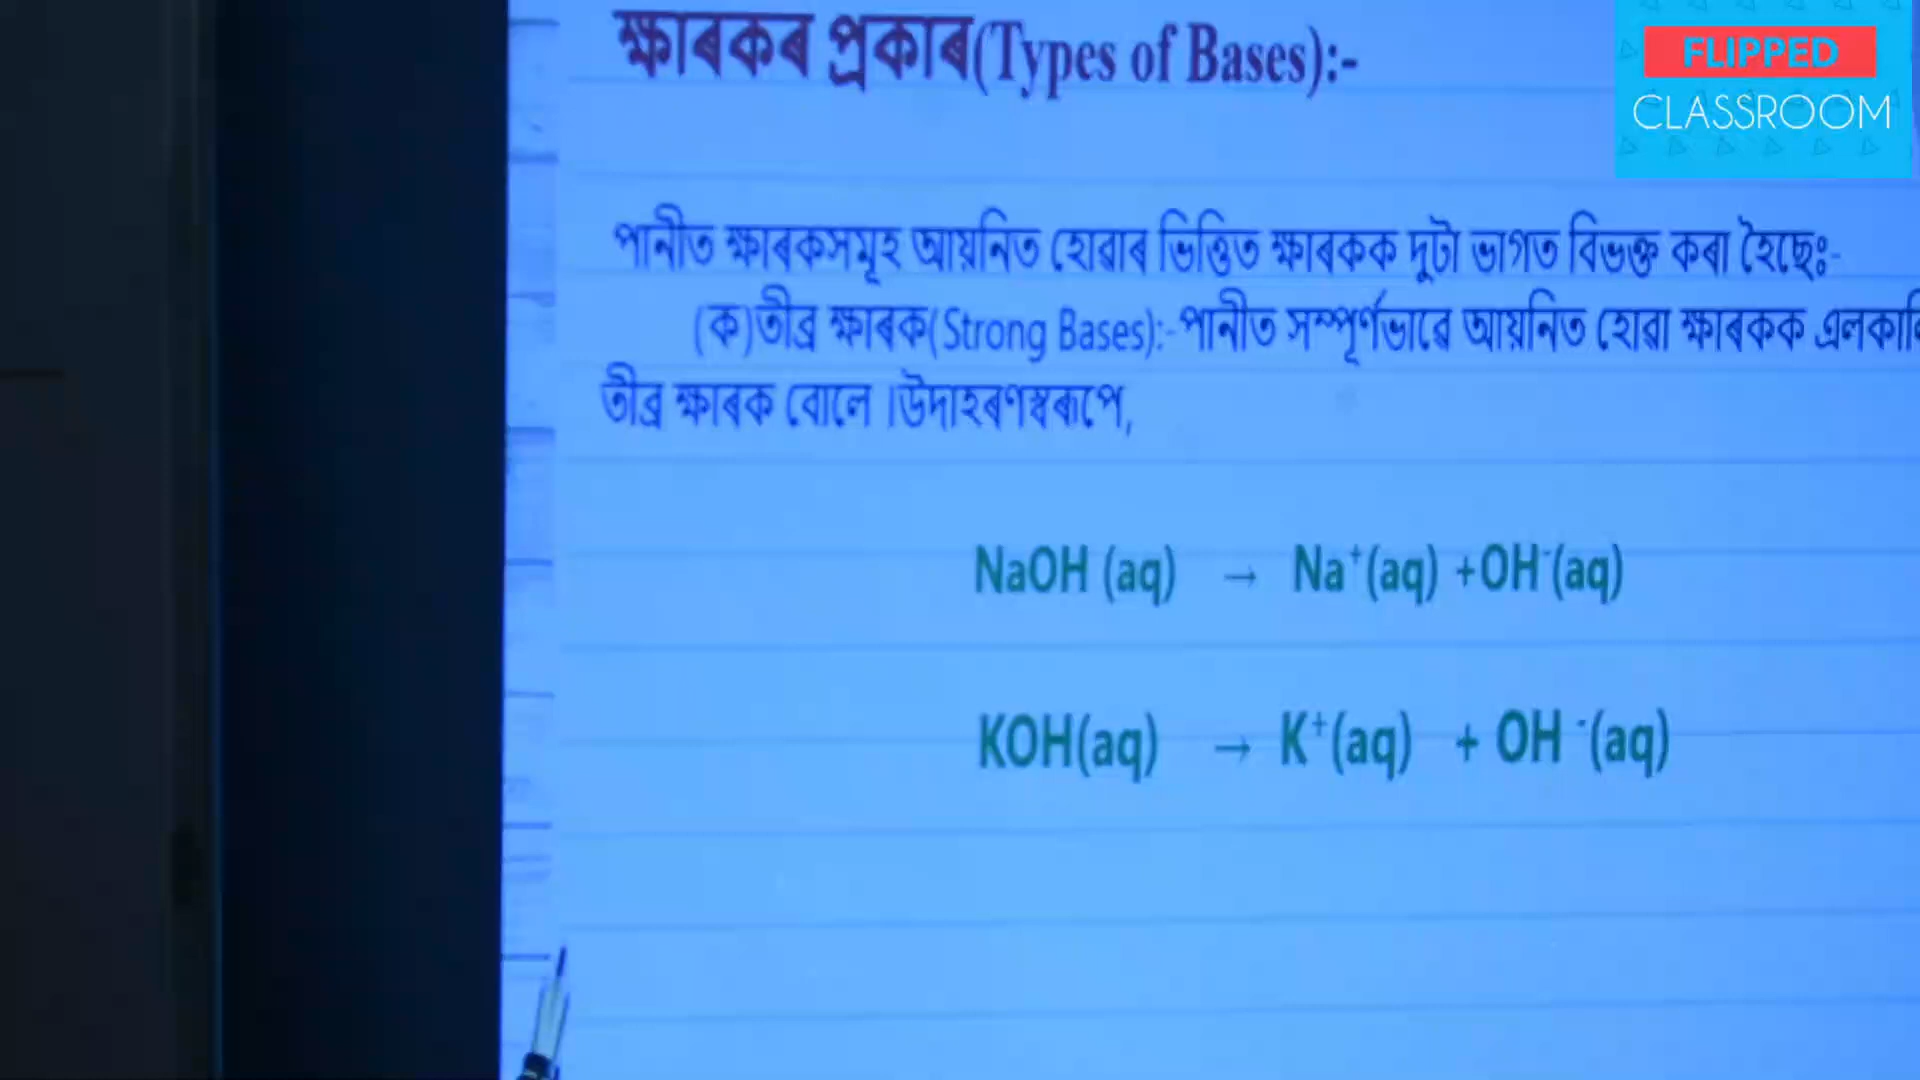 ক্ষাৰকৰ প্ৰকাৰ(Types of Bases):-
FLIPPED
CLASSROOM
পানীত ক্ষাৰকসমূহ আয়নিত হোৱাৰ ভিত্তিত ক্ষাৰকক দুটা ভাগত বিভক্ত কৰা হৈছেঃ-
(ক)তীব্ৰ ক্ষাৰক(Strong Bases):-পানীত সম্পূৰ্ণভাৱে আয়নিত হোৱা ক্ষাৰকক
তীব্ৰ ক্ষাৰক বোলে ।উদাহৰণস্বৰূপে,
NaOH (aq) → Na⁺(aq) +OH⁻(aq)
KOH(aq) → K⁺(aq) + OH ⁻(aq)